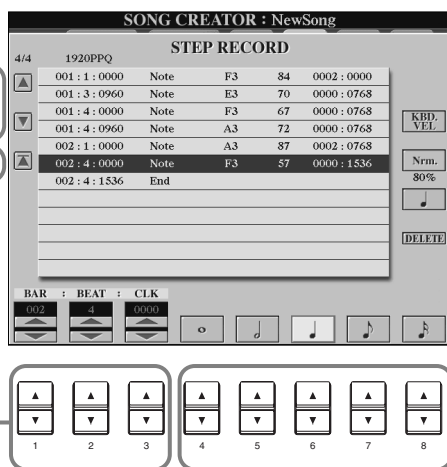 SONG CREATOR : NewSong
STEP RECORD
4/4 1920PPQ
001 : 1 : 0000 Note F3 84 0002 : 0000
001 : 3 : 0960 Note E3 70 0000 : 0768
001 : 4 : 0000 Note F3 67 0000 : 0768
001 : 4 : 0960 Note A3 72 0000 : 0768
002 : 1 : 0000 Note A3 87 0002 : 0768
002 : 4 : 0000 Note F3 57 0000 : 1536
002 : 4 : 1536 End
KBD.
VEL
Nrm.
80%
DELETE
BAR : BEAT : CLK
002 4 0000
1 2 3 4 5 6 7 8